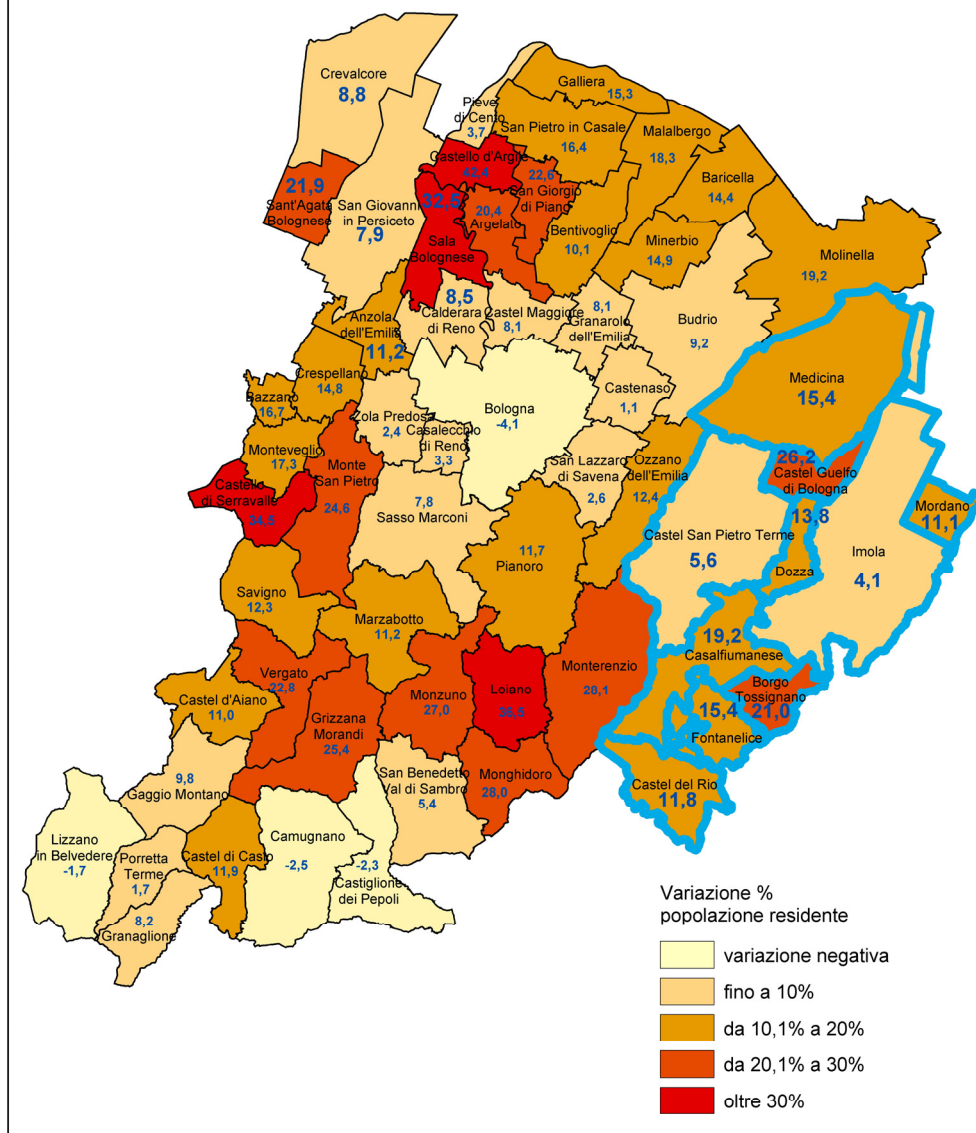 Crevalcore
8,8
Galliera
15,3
Pieve
di Cento
3,7
San Pietro in Casale
16,4
Malalbergo
18,3
Castello d'Argile
42,4
22,6
San Giorgio
di Piano
Baricella
14,4
21,9
Sant'Agata
Bolognese
San Giovanni
in Persiceto
7,9
32,5
Sala
Bolognese
20,4
Argelato
Bentivoglio
10,1
Minerbio
14,9
Molinella
19,2
8,5
Calderara
di Reno
Castel Maggiore
8,1
8,1
Granarolo
dell'Emilia
Budrio
9,2
Anzola
dell'Emilia
11,2
Crespellano
14,8
Bazzano
16,7
Medicina
15,4
Castenaso
1,1
Bologna
-4,1
Zola Predosa
2,4
Casalecchio
di Reno
3,3
Monteveglio
17,3
Monte
San Pietro
24,6
San Lazzaro
di Savena
2,6
Ozzano
dell'Emilia
12,4
26,2
Castel Guelfo
di Bologna
Castello
di Serravalle
7,8
Sasso Marconi
13,8
Dozza
Mordano
11,1
Castel San Pietro Terme
5,6
Imola
4,1
11,7
Pianoro
Savigno
12,3
Marzabotto
11,2
19,2
Casalfiumanese
Vergato
22,8
Monzuno
27,0
Loiano
Monterenzio
28,1
Borgo
Tossignano
21,0
Castel d'Aiano
11,0
Grizzana
Morandi
25,4
15,4
Fontanelice
9,8
Gaggio Montano
San Benedetto
Val di Sambro
5,4
Monghidoro
28,0
Castel del Rio
11,8
Lizzano
in Belvedere
-1,7
Porretta
Terme
1,7
Castel di Casio
11,9
Camugnano
-2,5
-2,3
Castiglione
dei Pepoli
8,2
Granaglione
Variazione %
popolazione residente
variazione negativa
fino a 10%
da 10,1% a 20%
da 20,1% a 30%
oltre 30%